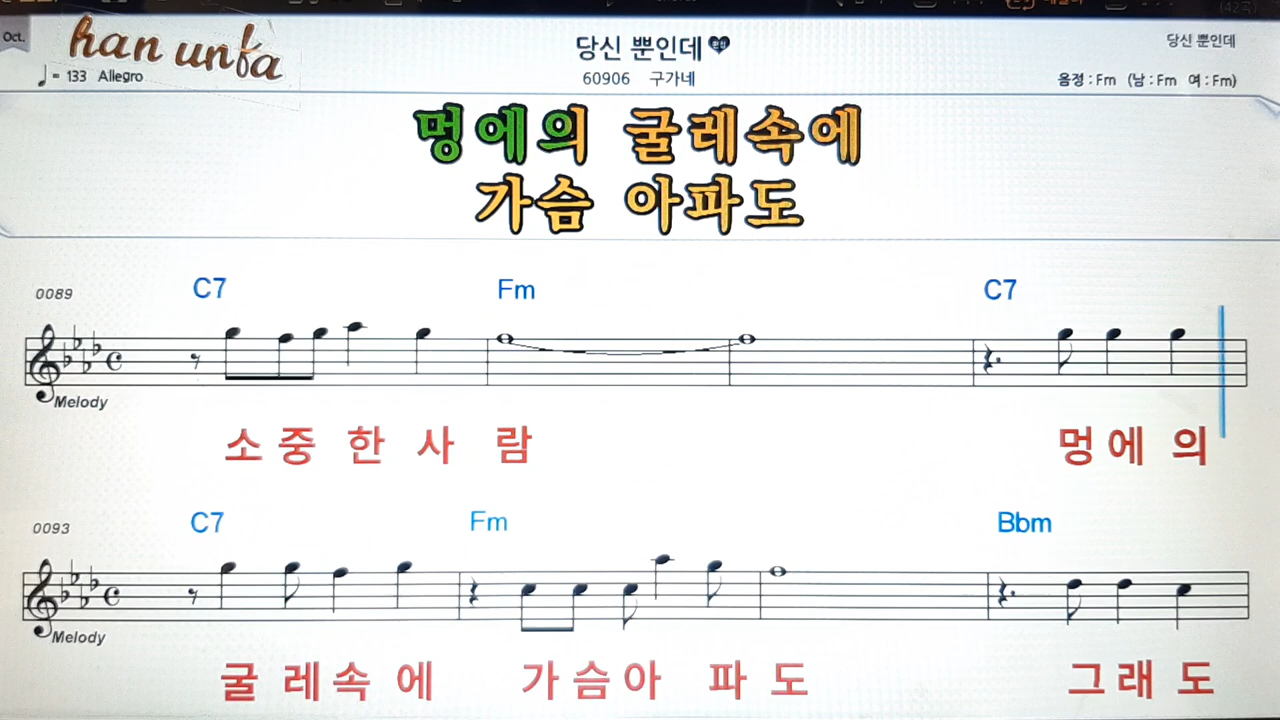 Oct.
han unfa
당신 뿐인데
당신 뿐인데
♩= 133 Allegro
60906 구가네
음정 : Fm (남 : Fm 여 : Fm)
멍에의 굴레속에
가슴 아파도
0089
C7 Fm C7
Melody
소 중 한 사 람 멍 에 의
0093
C7 Fm Bbm
Melody
굴 레 속 에 가 슴 아 파 도 그 래 도